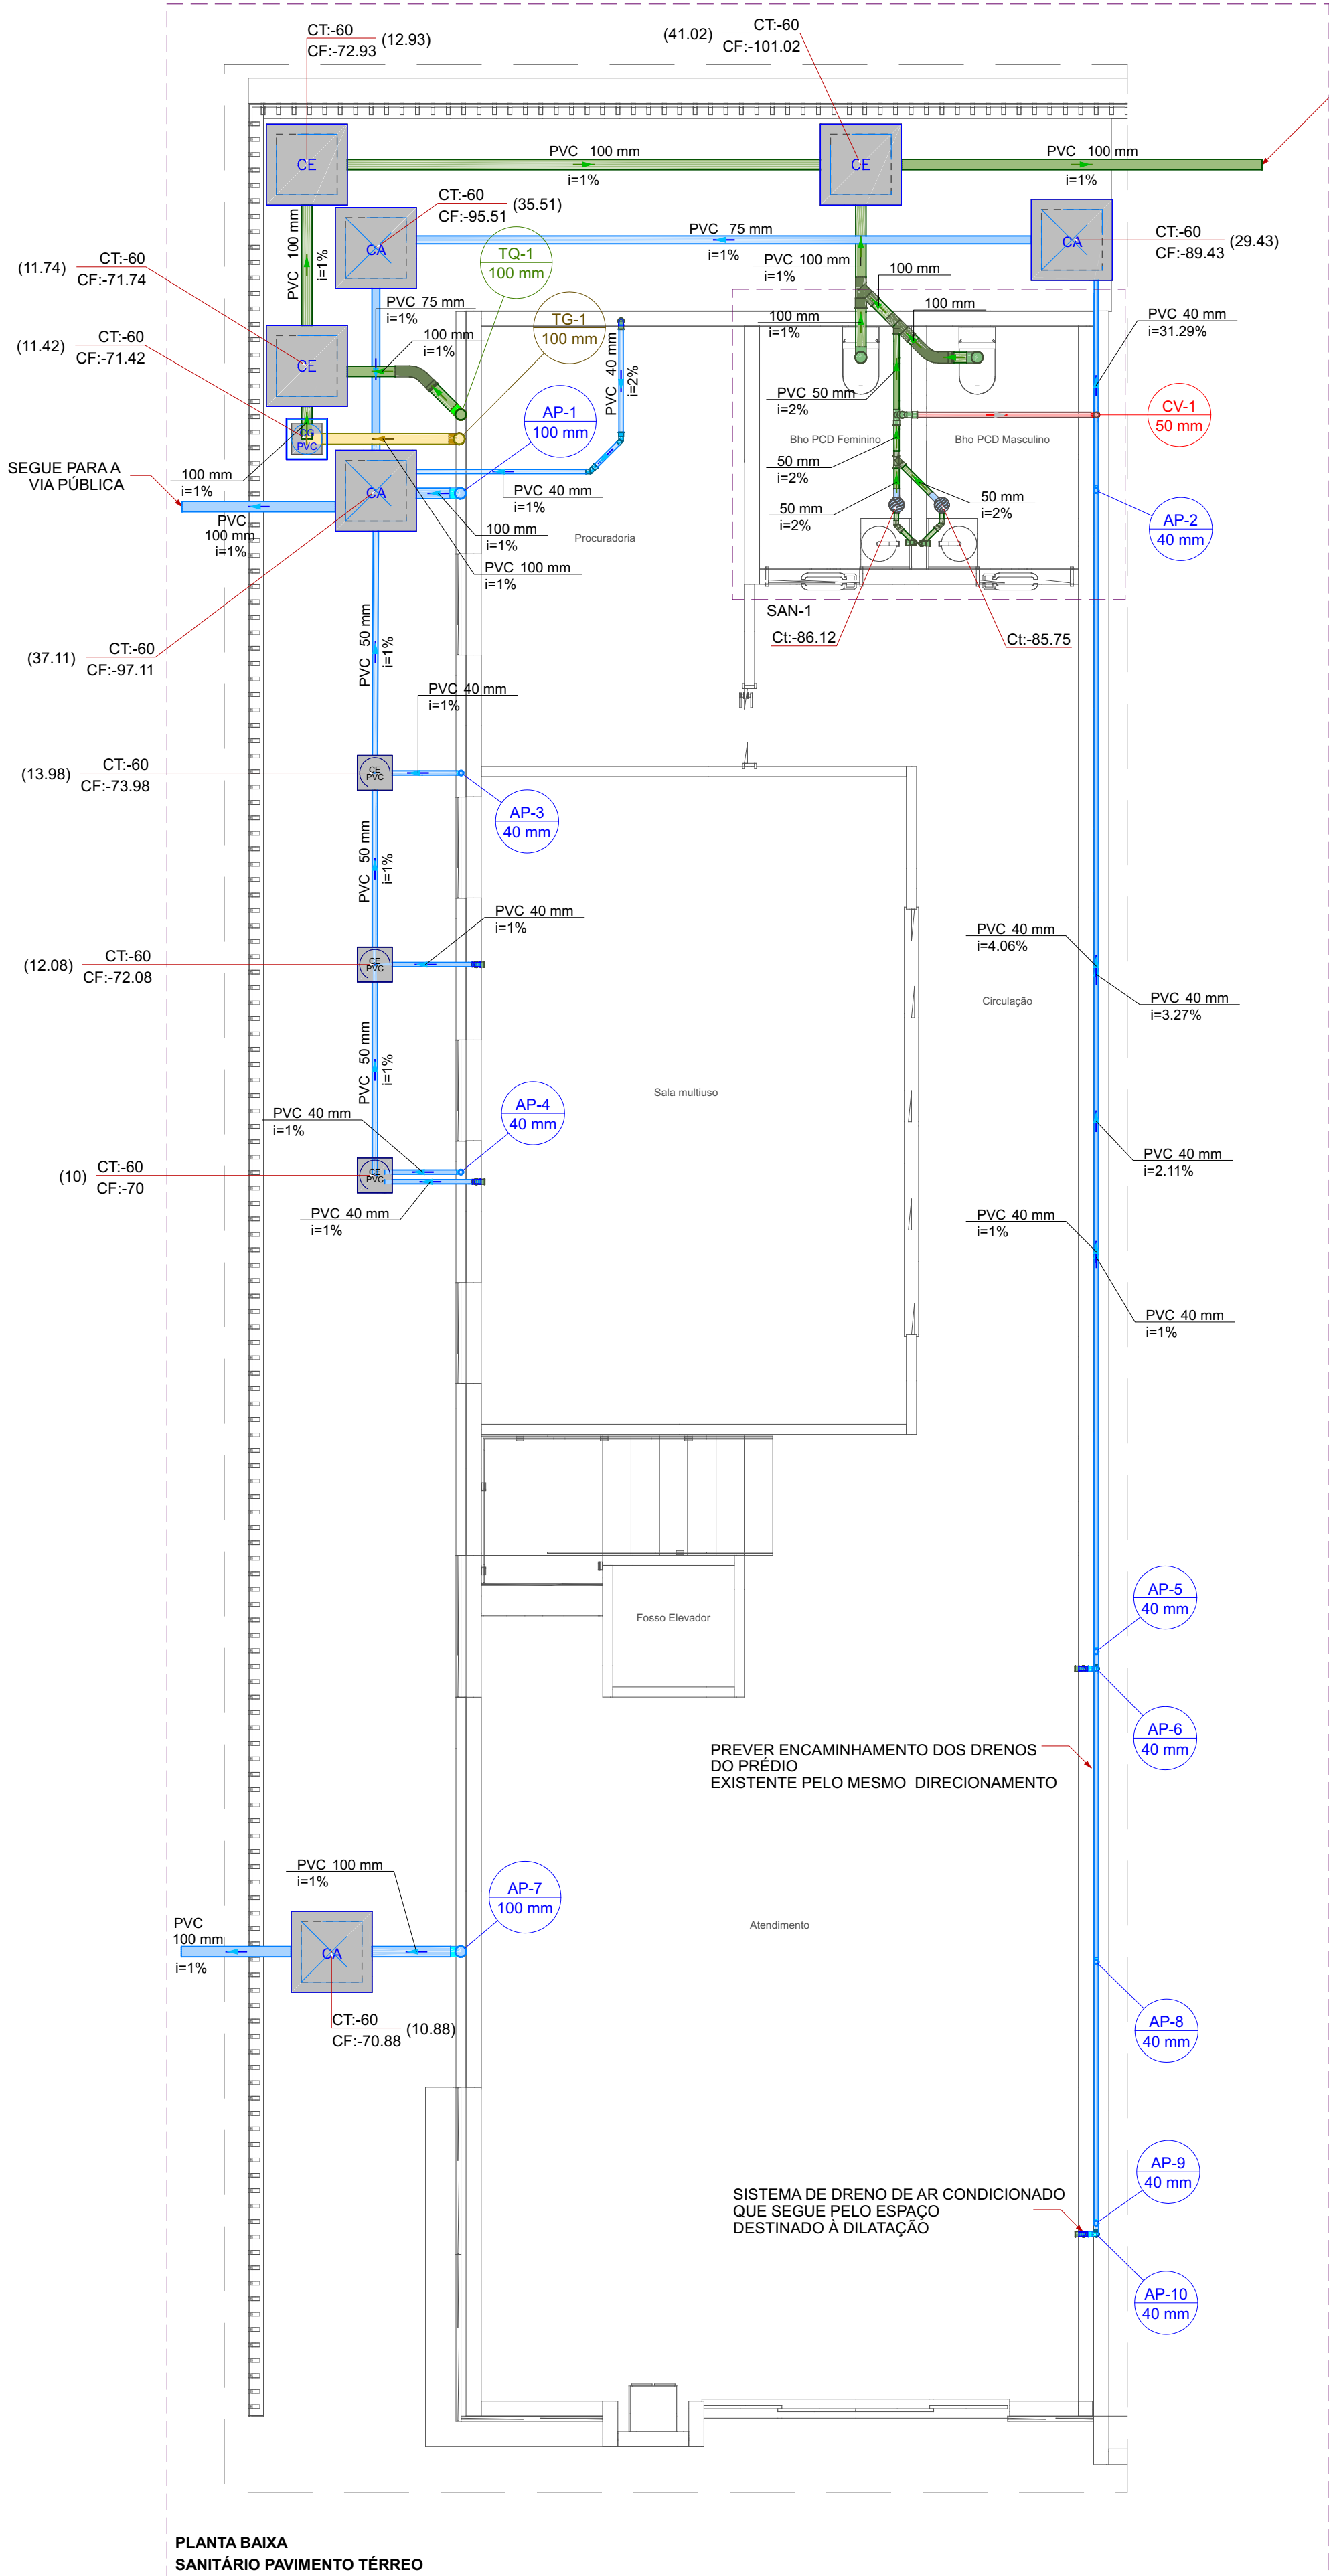 CT:-60
CF:-72.93
(12.93)
(41.02)
CT:-60
CF:-101.02
CE
PVC 100 mm
i=1%
CE
PVC 100 mm
i=1%
CT:-60
CF:-95.51
(35.51)
CA
PVC 100 mm
i=1%
TQ-1
100 mm
PVC 75 mm
i=1%
CA
CT:-60
CF:-89.43
(29.43)
PVC 100 mm
i=1%
100 mm
100 mm
(11.74)
CT:-60
CF:-71.74
PVC 75 mm
i=1%
TG-1
100 mm
100 mm
i=1%
PVC 40 mm
i=31.29%
(11.42)
CT:-60
CF:-71.42
CE
100 mm
i=1%
PVC 40 mm
i=2%
PVC 50 mm
i=2%
CV-1
50 mm
AP-1
100 mm
CG
PVC
Bho PCD Feminino
Bho PCD Masculino
SEGUE PARA A
VIA PÚBLICA
100 mm
i=1%
50 mm
i=2%
50 mm
i=2%
50 mm
i=2%
CA
PVC 40 mm
i=1%
PVC
100 mm
i=1%
100 mm
i=1%
Procuradoria
AP-2
40 mm
PVC 100 mm
i=1%
SAN-1
Ct:-86.12
Ct:-85.75
(37.11)
CT:-60
CF:-97.11
PVC 50 mm
i=1%
PVC 40 mm
i=1%
(13.98)
CT:-60
CF:-73.98
CE
PVC
AP-3
40 mm
PVC 50 mm
i=1%
PVC 40 mm
i=1%
PVC 40 mm
i=4.06%
(12.08)
CT:-60
CF:-72.08
CE
PVC
Circulação
PVC 40 mm
i=3.27%
PVC 50 mm
i=1%
Sala multiuso
AP-4
40 mm
PVC 40 mm
i=1%
PVC 40 mm
i=2.11%
(10)
CT:-60
CF:-70
CE
PVC
PVC 40 mm
i=1%
PVC 40 mm
i=1%
PVC 40 mm
i=1%
AP-5
40 mm
Fosso Elevador
AP-6
40 mm
PREVER ENCAMINHAMENTO DOS DRENOS
DO PRÉDIO
EXISTENTE PELO MESMO DIRECIONAMENTO
PVC 100 mm
i=1%
AP-7
100 mm
PVC
100 mm
i=1%
CA
Atendimento
CT:-60
CF:-70.88
(10.88)
AP-8
40 mm
AP-9
40 mm
SISTEMA DE DRENO DE AR CONDICIONADO
QUE SEGUE PELO ESPAÇO
DESTINADO À DILATAÇÃO
AP-10
40 mm
PLANTA BAIXA
SANITÁRIO PAVIMENTO TÉRREO